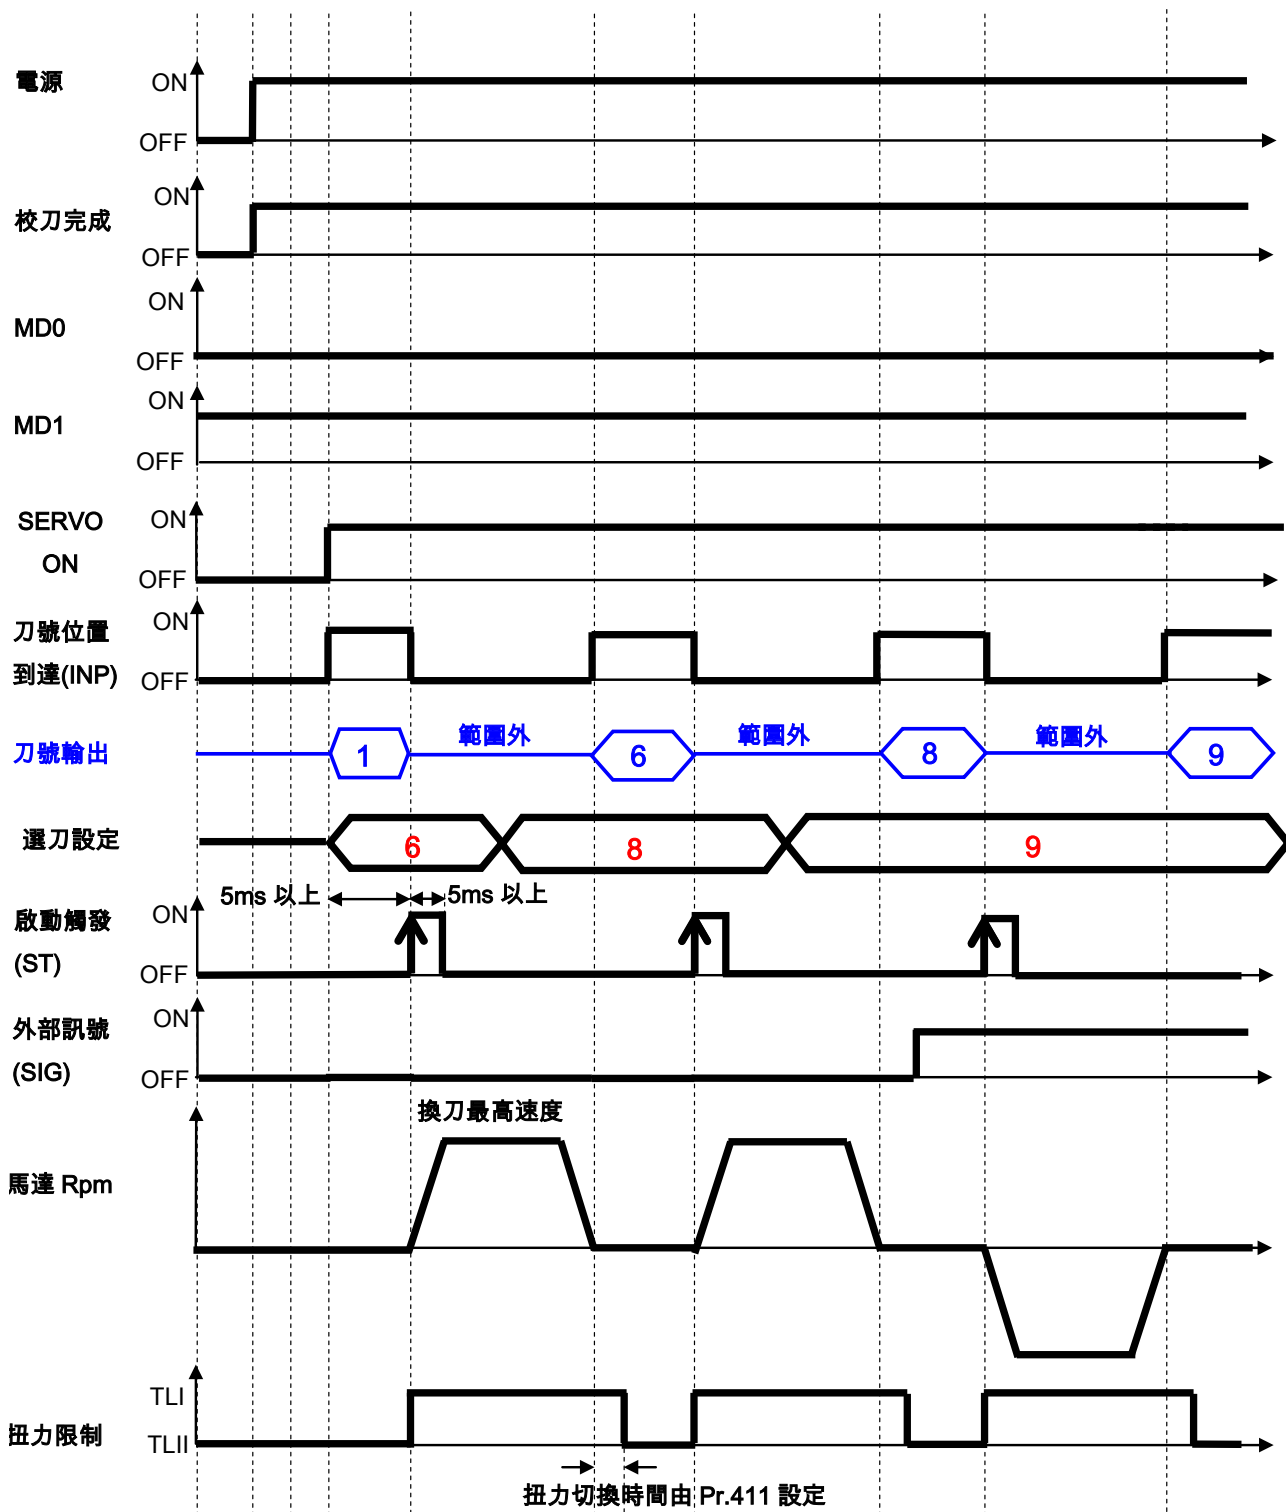 電源
ON
OFF
校刀完成
ON
OFF
MD0
ON
OFF
MD1
ON
OFF
SERVO
ON
ON
OFF
刀號位置
到達(INP)
ON
OFF
刀號輸出
1
範圍外
6
範圍外
8
範圍外
9
選刀設定
6
8
9
5ms 以上
5ms 以上
啟動觸發
(ST)
ON
OFF
外部訊號
(SIG)
ON
OFF
換刀最高速度
馬達 Rpm
扭力限制
TLI
TLII
扭力切換時間由 Pr.411 設定